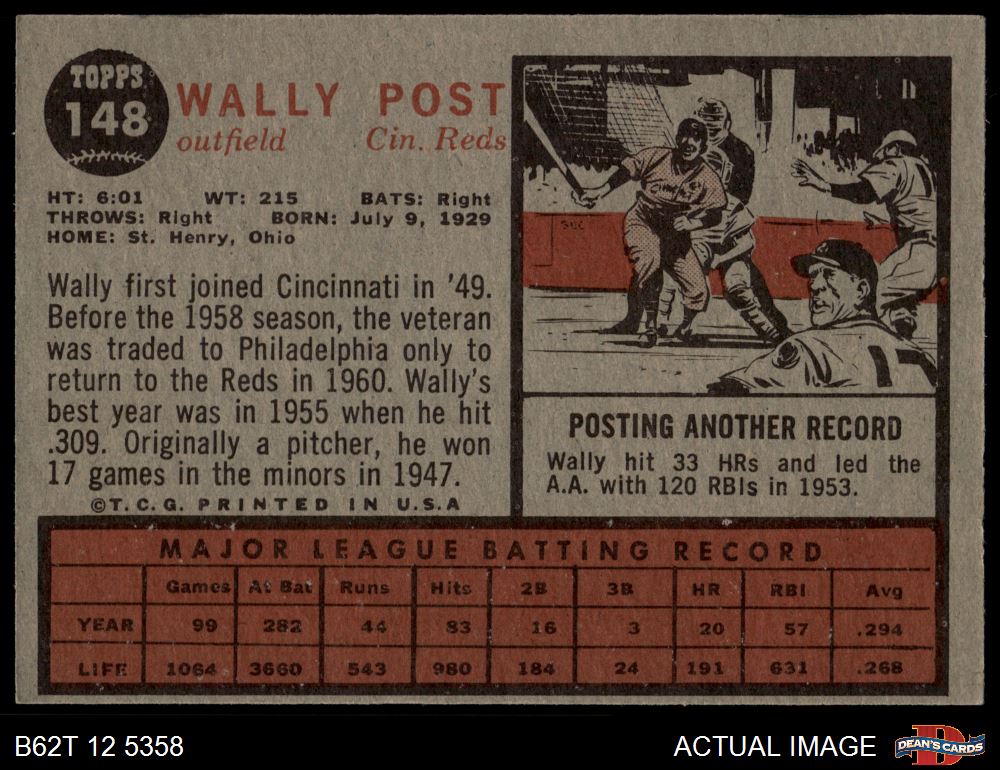 TOPPS
148
WALLY POST
outfield Cin. Reds
HT: 6:01 WT: 215 BATS: Right
THROWS: Right BORN: July 9, 1929
HOME: St. Henry, Ohio
Wally first joined Cincinnati in '49.
Before the 1958 season, the veteran
was traded to Philadelphia only to
return to the Reds in 1960. Wally's
best year was in 1955 when he hit
.309. Originally a pitcher, he won
17 games in the minors in 1947.
©T.C.G. PRINTED IN U.S.A
POSTING ANOTHER RECORD
Wally hit 33 HRs and led the
A.A. with 120 RBIs in 1953.
MAJOR LEAGUE BATTING RECORD
Games At Bat Runs Hits 2B 3B HR RBI Avg
YEAR 99 282 44 83 16 3 20 57 .294
LIFE 1064 3660 543 980 184 24 191 631 .268
B62T 12 5358
ACTUAL IMAGE
DEAN'S CARDS